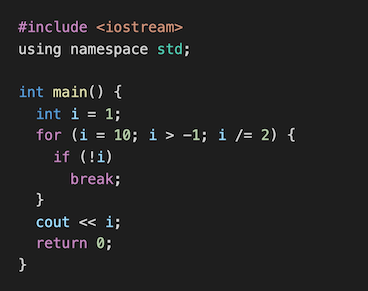 #include <iostream>
using namespace std;

int main() {
  int i = 1;
  for (i = 10; i > -1; i /= 2) {
    if (!i)
      break;
  }
  cout << i;
  return 0;
}